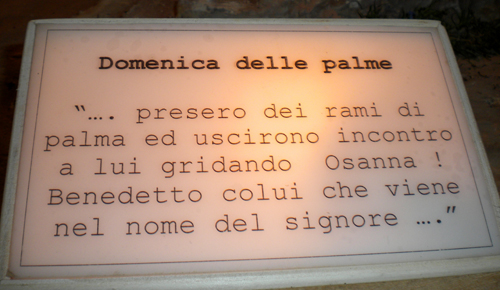 Domenica delle palme
“…. presero dei rami di
palma ed uscirono incontro
a lui gridando Osanna !
Benedetto colui che viene
nel nome del signore ….”